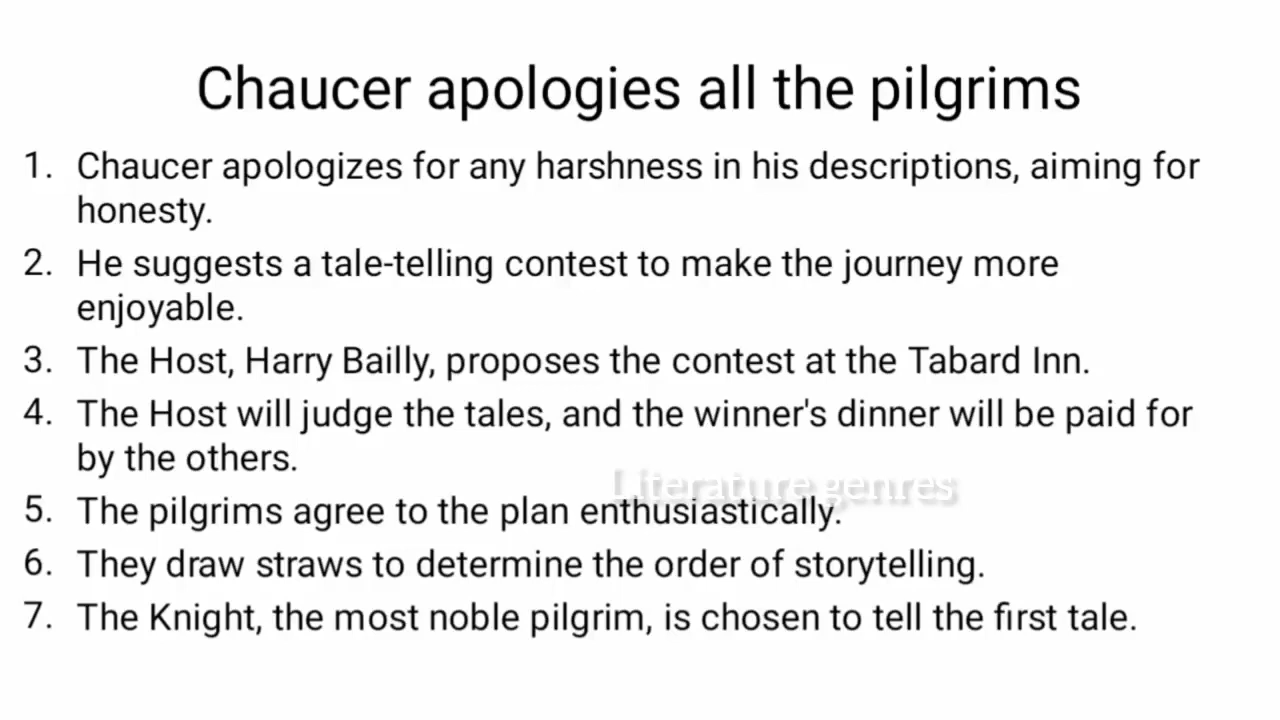 Chaucer apologies all the pilgrims
1. Chaucer apologizes for any harshness in his descriptions, aiming for
honesty.
2. He suggests a tale-telling contest to make the journey more
enjoyable.
3. The Host, Harry Bailly, proposes the contest at the Tabard Inn.
4. The Host will judge the tales, and the winner's dinner will be paid for
by the others.
Literature genres
5. The pilgrims agree to the plan enthusiastically.
6. They draw straws to determine the order of storytelling.
7. The Knight, the most noble pilgrim, is chosen to tell the first tale.